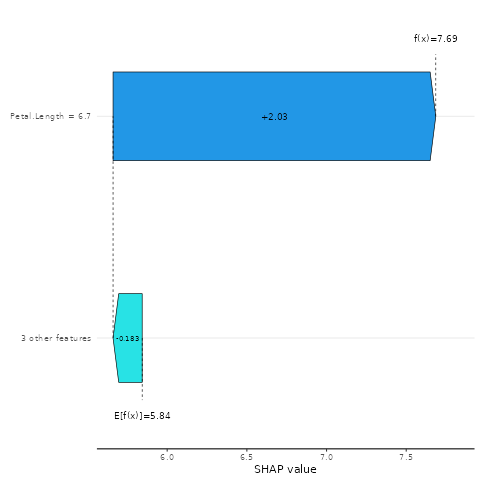 f(x)=7.69
Petal.Length = 6.7
+2.03
3 other features
-0.183
E[f(x)]=5.84
6.0 6.5 7.0 7.5
SHAP value